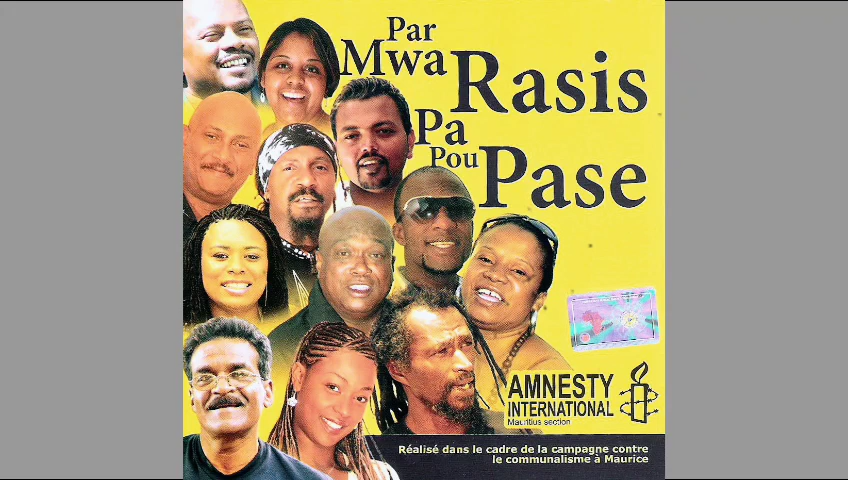 Par
Mwa Rasis
Pa
Pou Pase
AMNESTY
INTERNATIONAL
Mauritius section
Réalisé dans le cadre de la campagne contre
le communalisme à Maurice